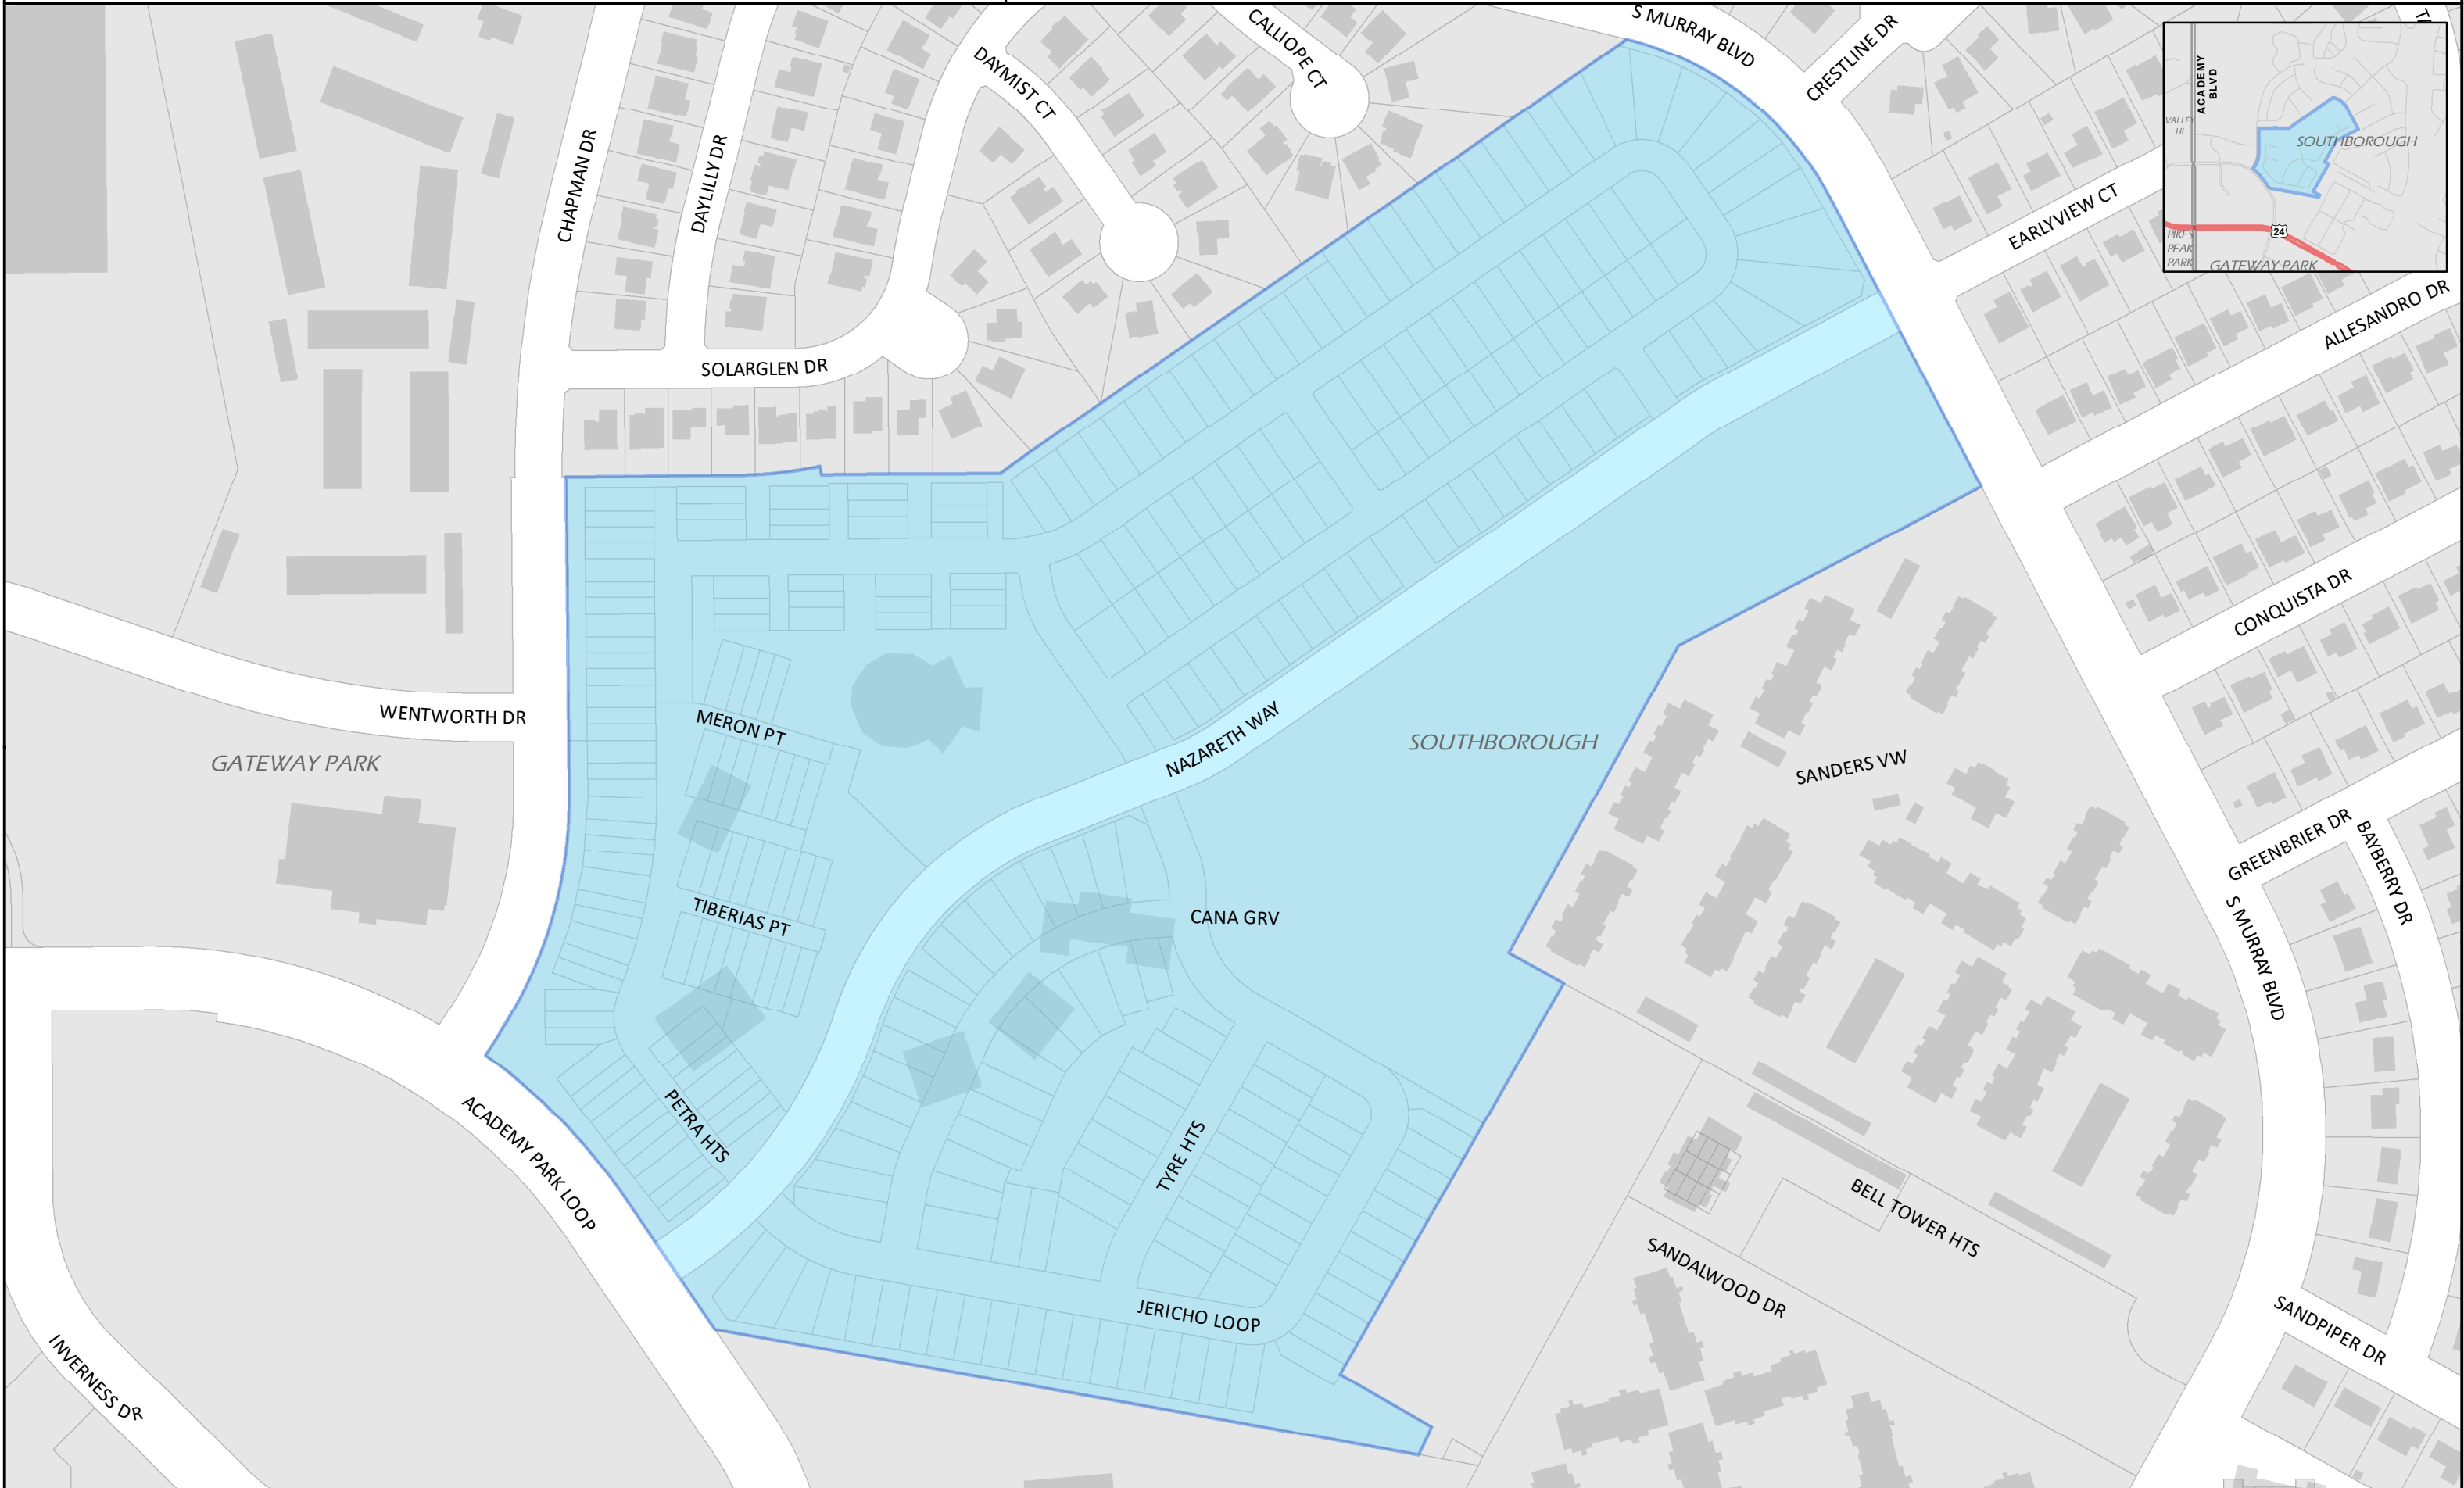 S MURRAY BLVD
CRESTLINE DR
CALLIOPE CT
DAYMIST CT
CHAPMAN DR
DAYLILLY DR
SOLARGLEN DR
EARLYVIEW CT
ALLESANDRO DR
ACADEMY
BLVD
VALLEY
HI
SOUTHBOROUGH
24
PIKES
PEAK
PARK
GATEWAY PARK
CONQUISTA DR
WENTWORTH DR
GATEWAY PARK
MERON PT
NAZARETH WAY
SOUTHBOROUGH
SANDERS VW
GREENBRIER DR
BAYBERRY DR
S MURRAY BLVD
TIBERIAS PT
CANA GRV
PETRA HTS
TYRE HTS
ACADEMY PARK LOOP
BELL TOWER HTS
SANDALWOOD DR
JERICHO LOOP
SANDPIPER DR
INVERNESS DR